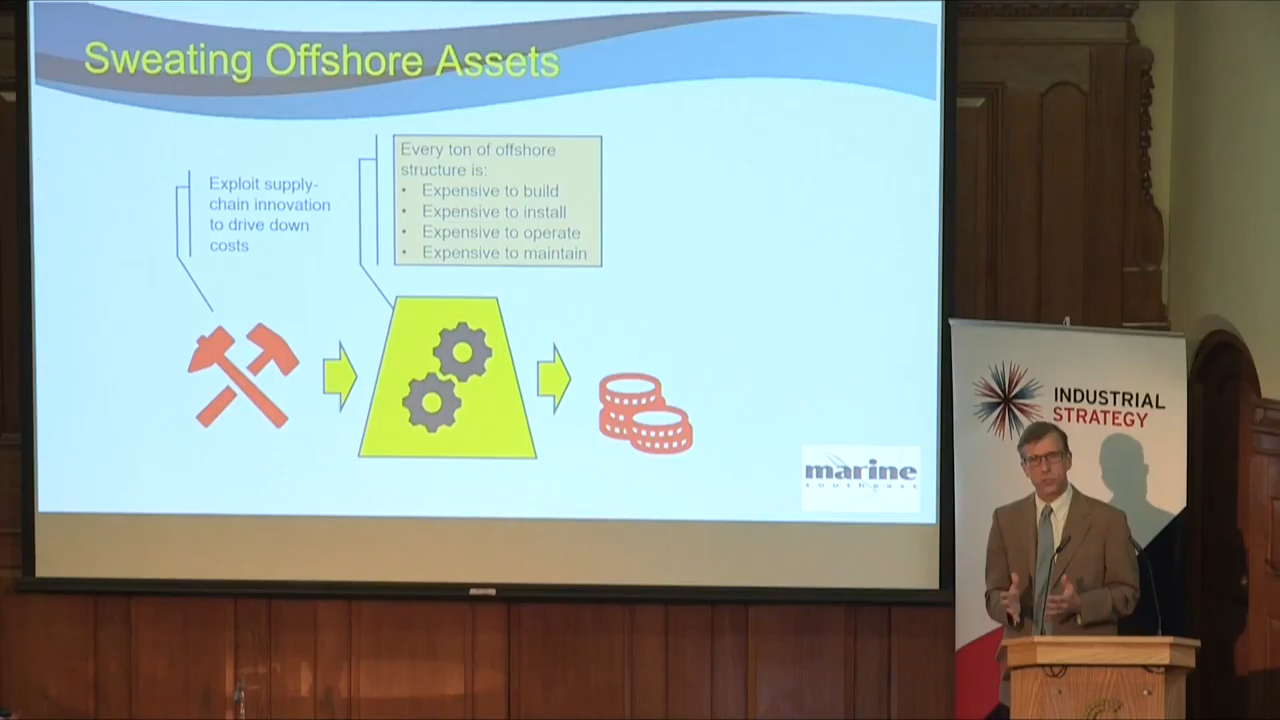 Sweating Offshore Assets
Exploit supply-
chain innovation
to drive down
costs
Every ton of offshore
structure is:
• Expensive to build
• Expensive to install
• Expensive to operate
• Expensive to maintain
marine
southeast
INDUSTRIAL
STRATEGY